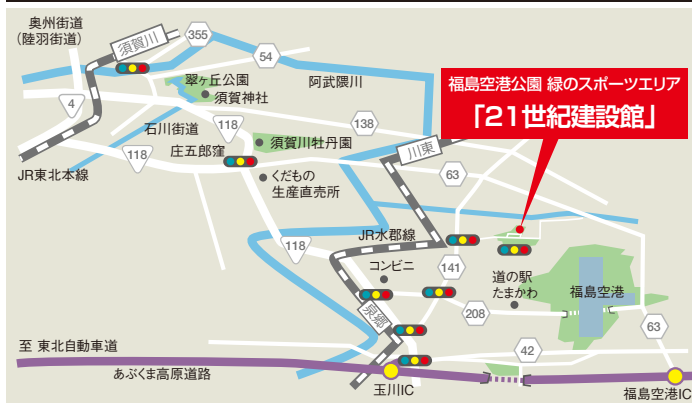 奥州街道
(陸羽街道)
須賀川
355
54
翠ヶ丘公園
須賀神社
阿武隈川
福島空港公園 緑のスポーツエリア
「21世紀建設館」
4
石川街道
118
138
118
庄五郎窪
須賀川牡丹園
川東
63
JR東北本線
くだもの
生産直売所
118
JR水郡線
コンビニ
141
道の駅
たまかわ
福島空港
泉郷
208
63
至 東北自動車道
42
あぶくま高原道路
玉川IC
福島空港IC